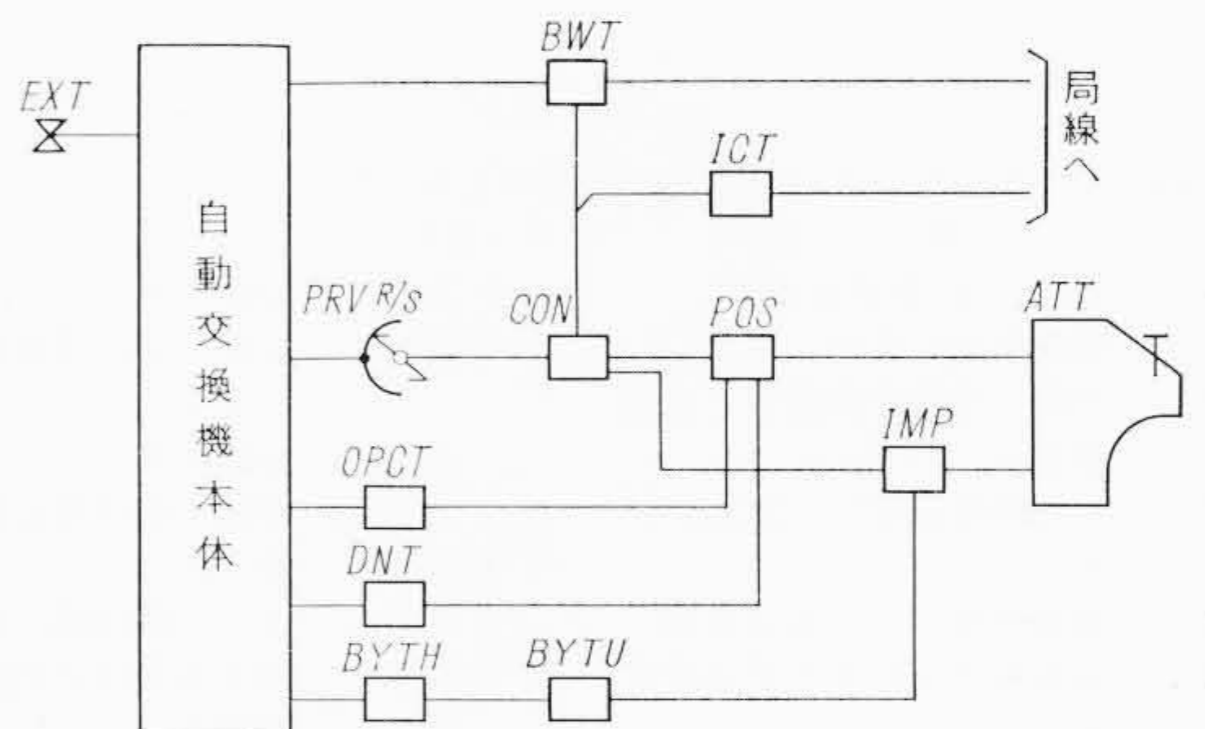 BWT
EXT
局線へ
ICT
自動交換機本体
PRV R/S
CON
POS
ATT
IMP
OPCT
DNT
BYTH
BYTU